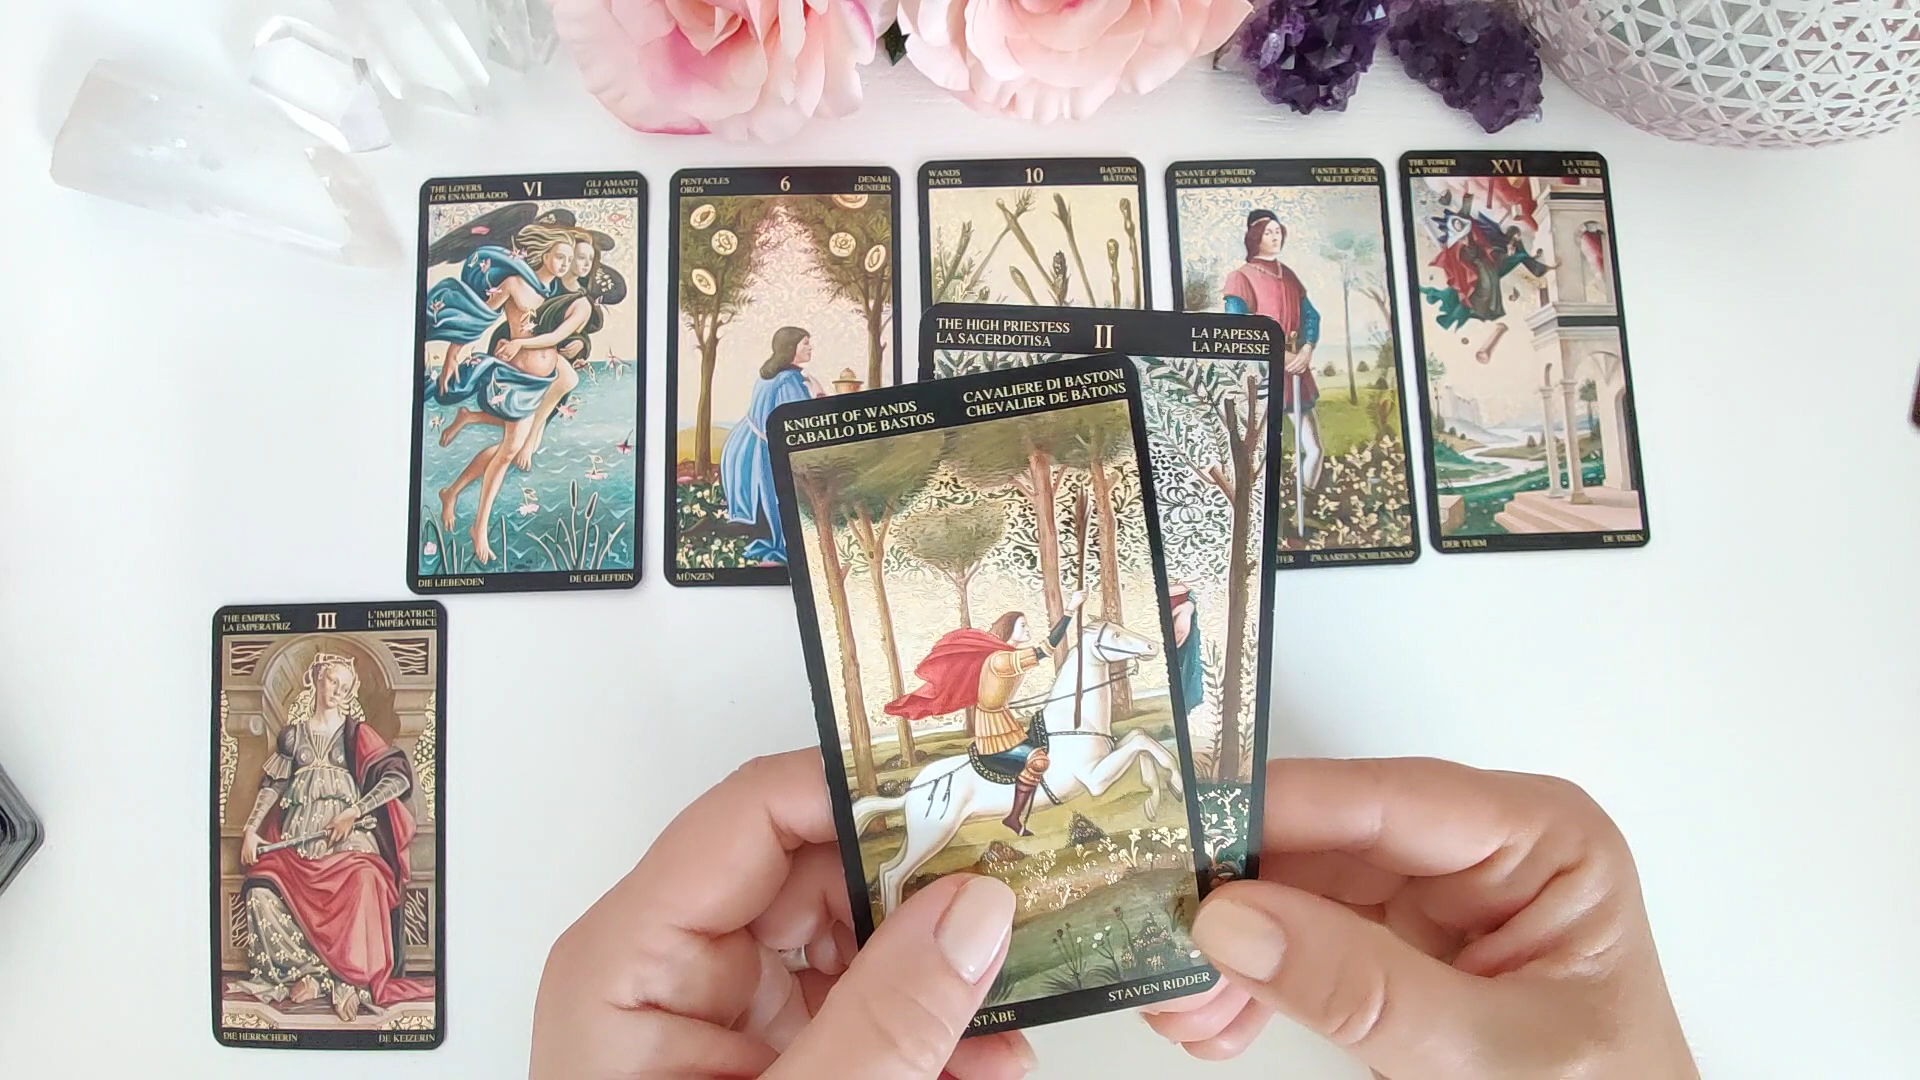 THE LOVERS
LOS ENAMORADOS
VI
GLI AMANTI
LES AMANTS
DIE LIEBENDEN
DE GELIEFDEN
PENTACLES
OROS
6
DENARI
DENIERS
MÜNZEN
WANDS
BASTOS
10
BASTONI
BÂTONS
KNAVE OF SWORDS
SOTA DE ESPADAS
FANTE DI SPADE
VALET D'ÉPÉES
ZWAARDEN SCHILDKNAAP
THE TOWER
LA TORRE
XVI
LA TORRE
LA TOUR
DER TURM
DE TOREN
THE HIGH PRIESTESS
LA SACERDOTISA
II
LA PAPESSA
LA PAPESSE
KNIGHT OF WANDS
CABALLO DE BASTOS
CAVALIERE DI BASTONI
CHEVALIER DE BÂTONS
STÄBE
STAVEN RIDDER
THE EMPRESS
LA EMPERATRIZ
III
L'IMPERATRICE
L'IMPÉRATRICE
DIE HERRSCHERIN
DE KEIZERIN